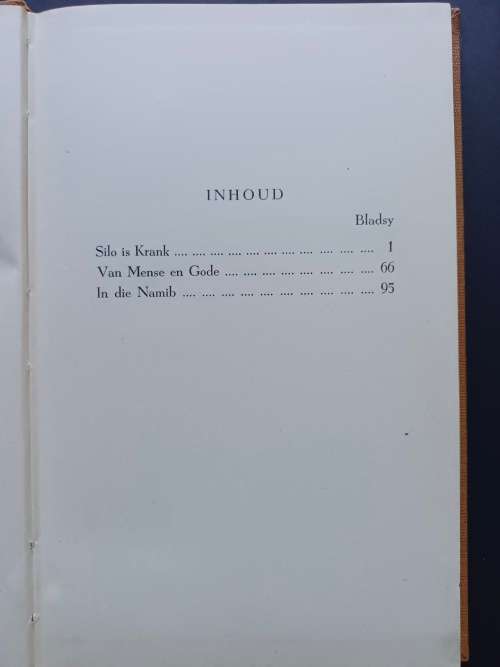 INHOUD
Bladsy
Silo is Krank .... .... .... .... .... .... .... .... .... .... .... 1
Van Mense en Gode .... .... .... .... .... .... .... .... 66
In die Namib .... .... .... .... .... .... .... .... .... .... 95